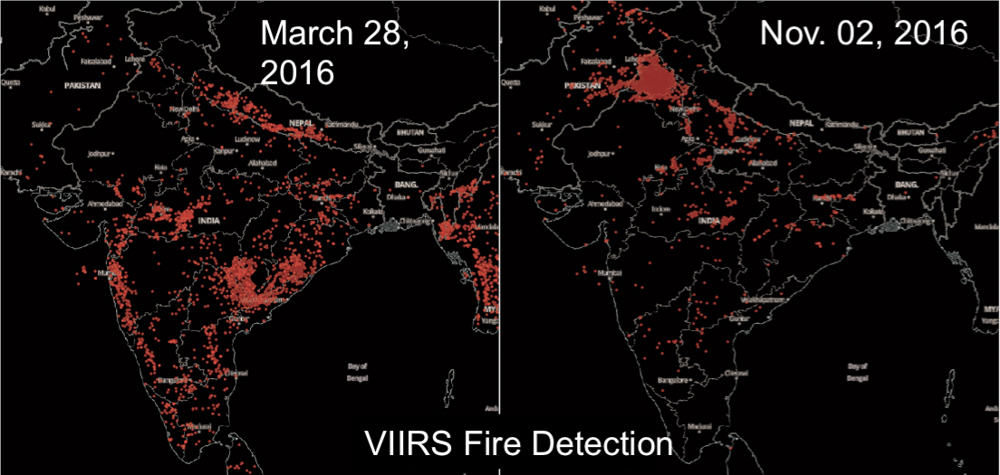 March 28,
2016
Kabul
Peshawar
Faisalabad
Lahore
Quetta
PAKISTAN
New Delhi
NEPAL
Kathmandu
Sukkur
Agra
Lucknow
BHUTAN
Jodhpur
Kanpur
Siliguri
Guwahati
Kota
Allahabad
Karachi
BANG.
Ranchi
Dhaka
Ahmedabad
INDIA
Kolkata
Chittagong
Mumbai
Guntur
Bangalore
Chennai
Bay of
Bengal
Madurai
Nov. 02, 2016
Kabul
Peshawar
Faisalabad
Quetta
PAKISTAN
New Delhi
NEPAL
Kathmandu
Sukkur
Agra
Lucknow
BHUTAN
Jodhpur
Kanpur
Siliguri
Guwahati
Kota
Allahabad
Karachi
BANG.
Ranchi
Dhaka
Ahmedabad
Indore
INDIA
Kolkata
Chittagong
Mumbai
Visakhapatnam
Guntur
Bangalore
Chennai
Bay of
Bengal
Madurai
VIIRS Fire Detection